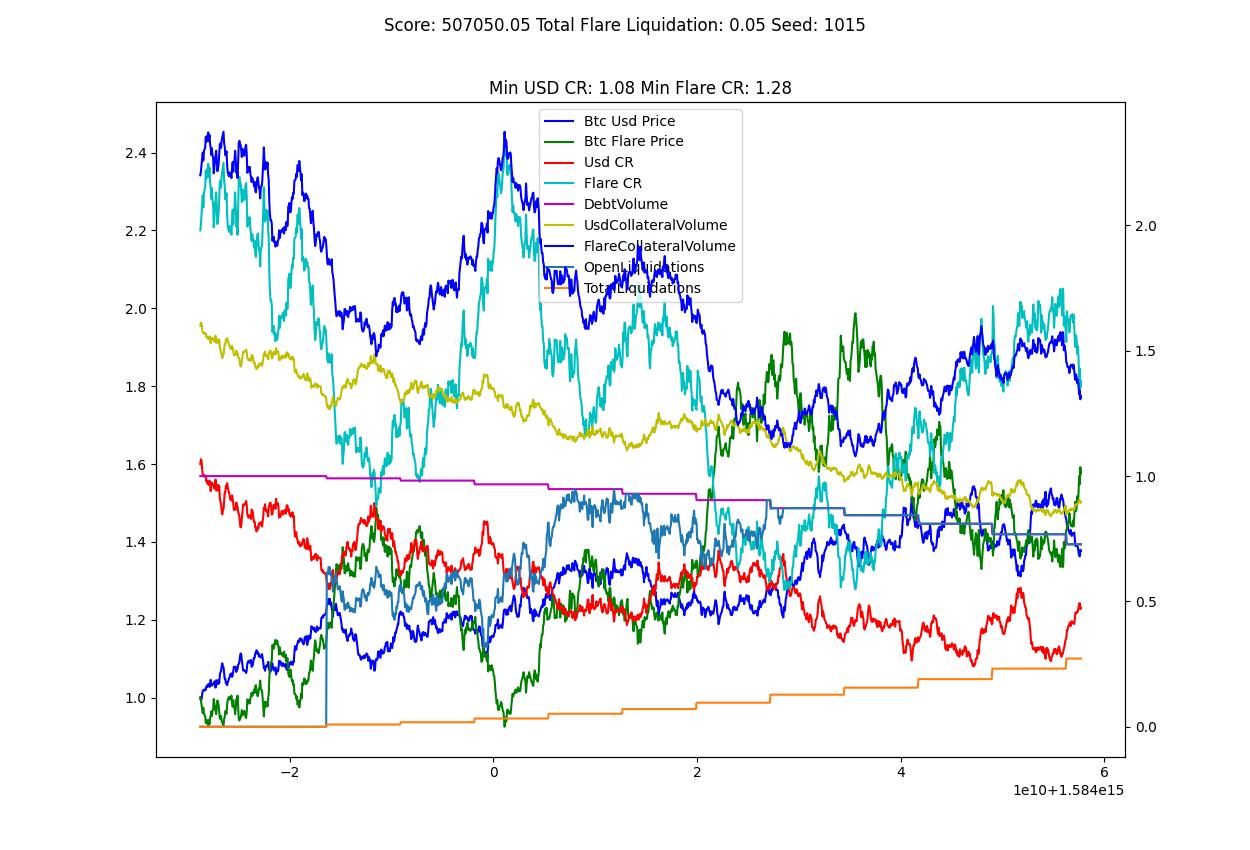 Score: 507050.05 Total Flare Liquidation: 0.05 Seed: 1015
Min USD CR: 1.08 Min Flare CR: 1.28
Btc Usd Price
Btc Flare Price
Usd CR
Flare CR
DebtVolume
UsdCollateralVolume
FlareCollateralVolume
OpenLiquidations
TotalLiquidations
2.4
2.2
2.0
1.8
1.6
1.4
1.2
1.0
2.0
1.5
1.0
0.5
0.0
−2 0 2 4 6
1e10+1.584e15